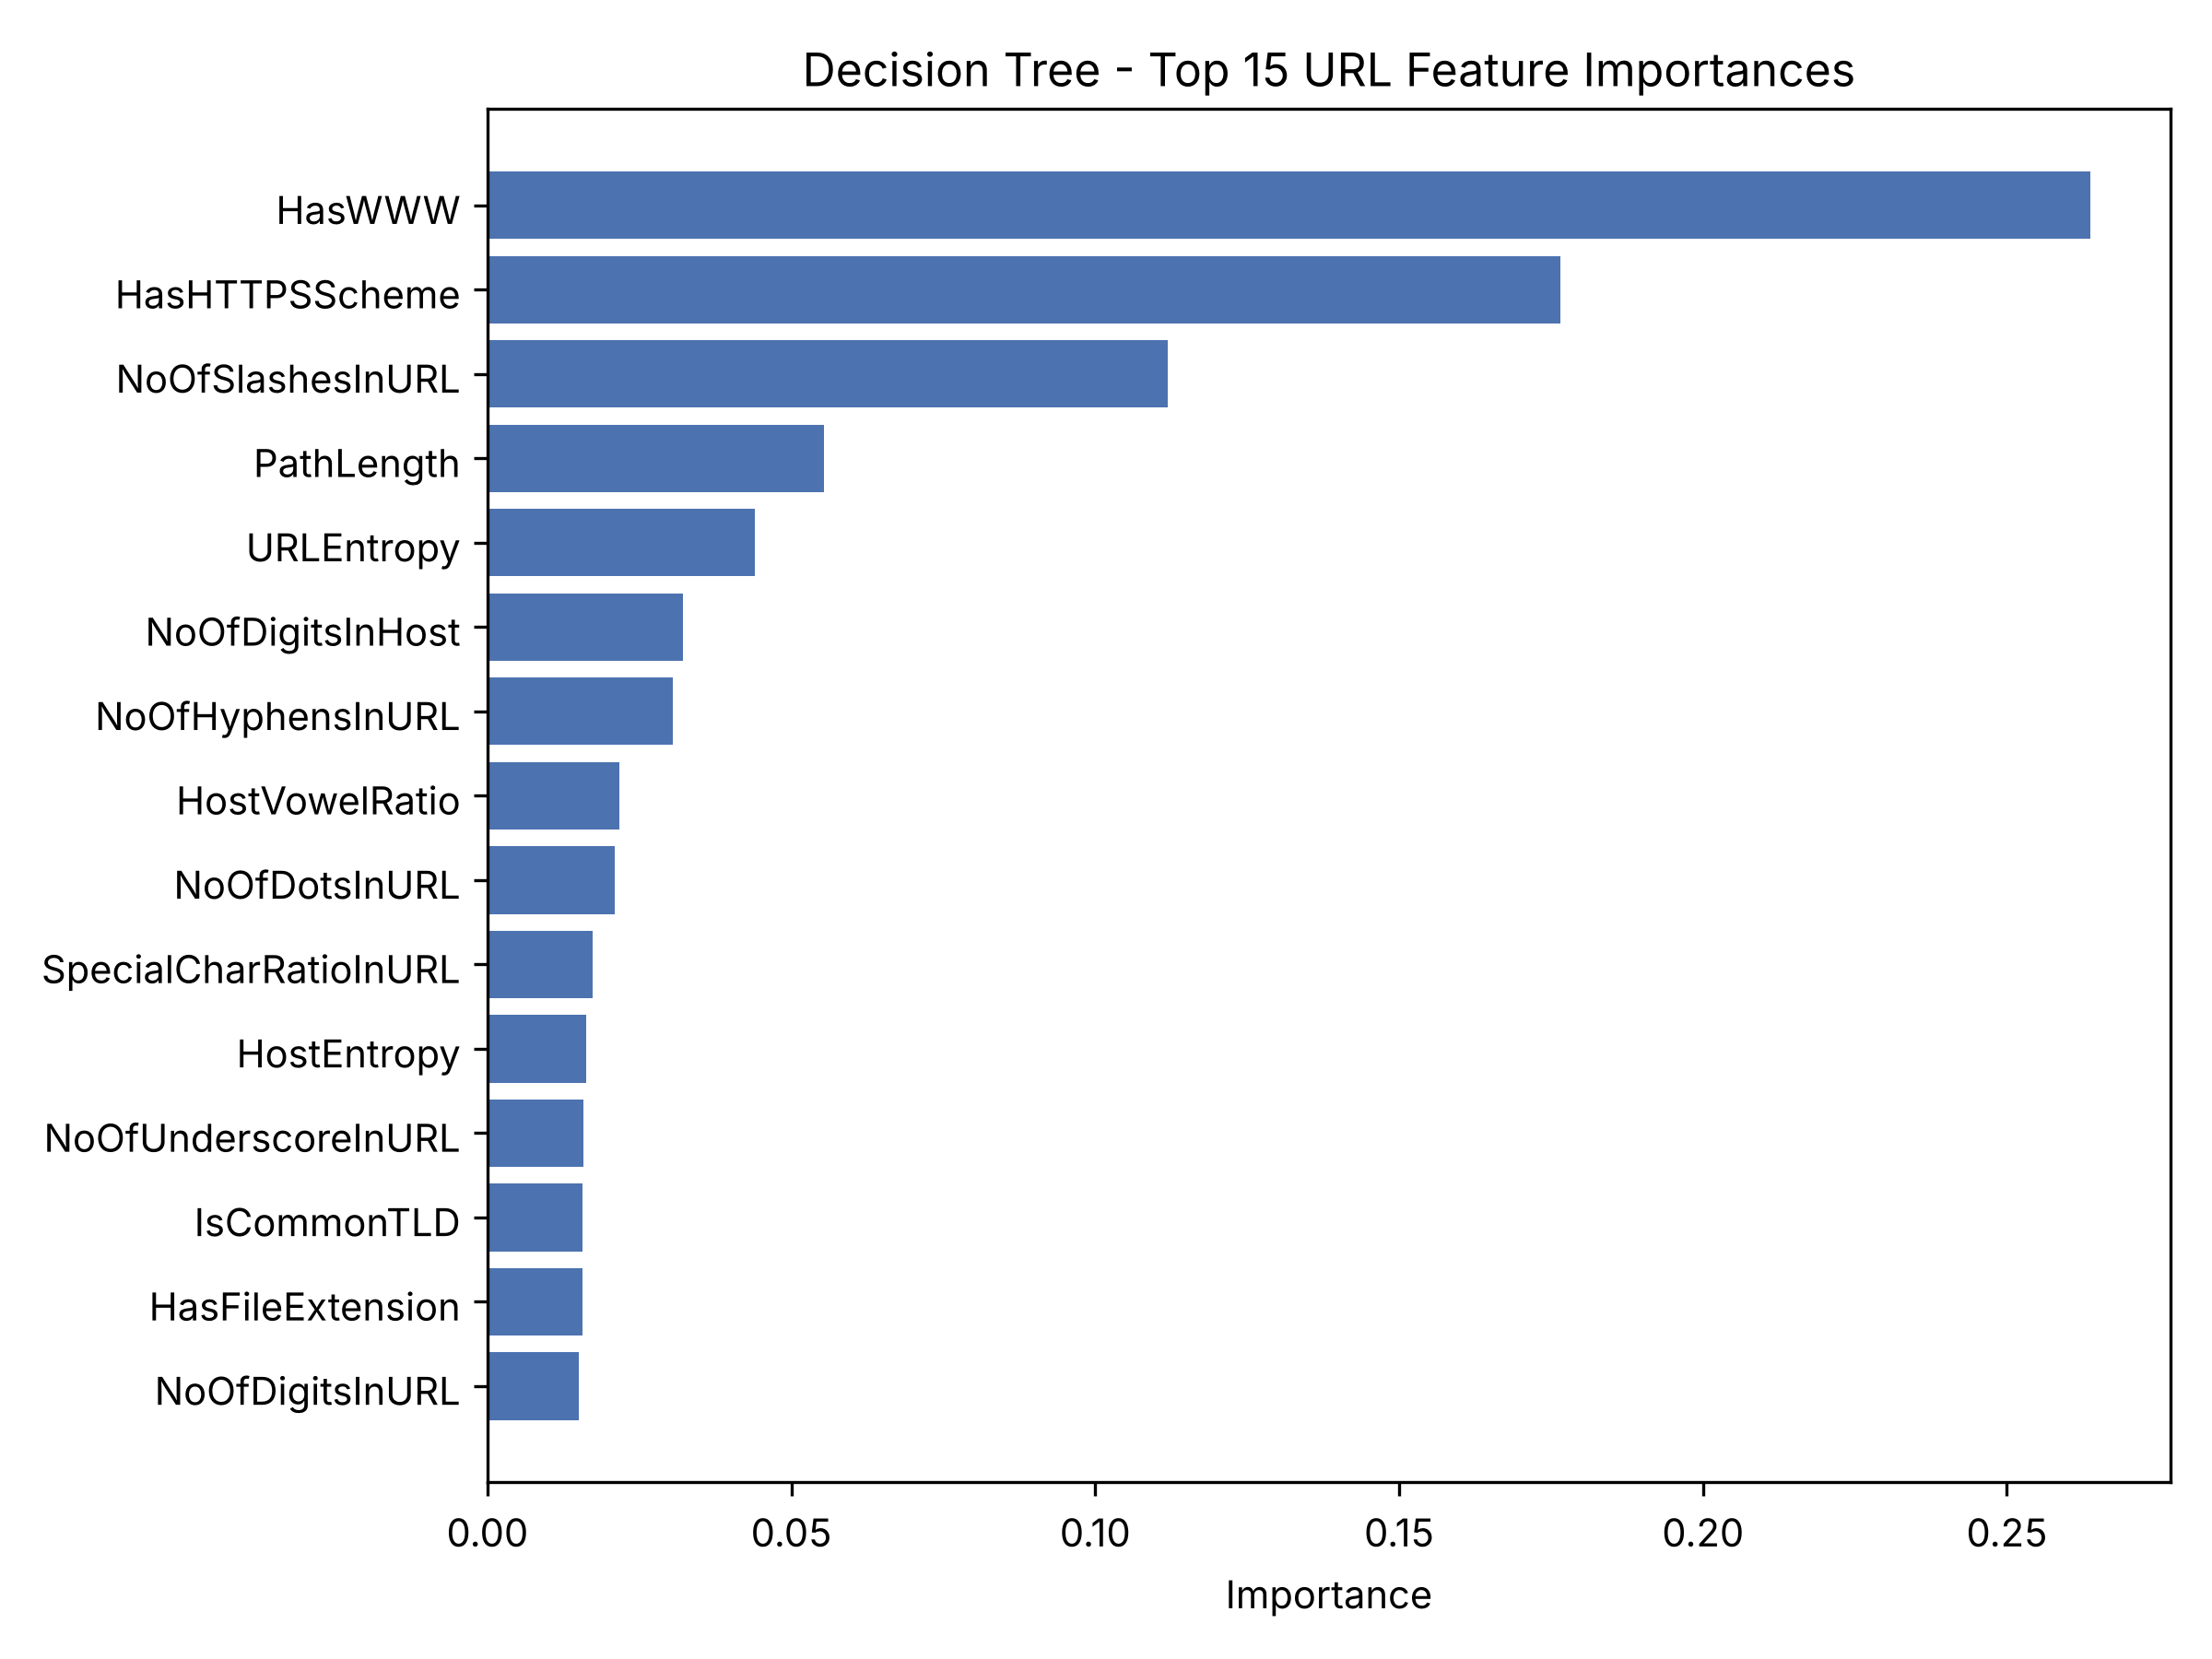 Decision Tree - Top 15 URL Feature Importances
HasWWW
HasHTTPSScheme
NoOfSlashesInURL
PathLength
URLEntropy
NoOfDigitsInHost
NoOfHyphensInURL
HostVowelRatio
NoOfDotsInURL
SpecialCharRatioInURL
HostEntropy
NoOfUnderscoreInURL
IsCommonTLD
HasFileExtension
NoOfDigitsInURL
0.00 0.05 0.10 0.15 0.20 0.25
Importance